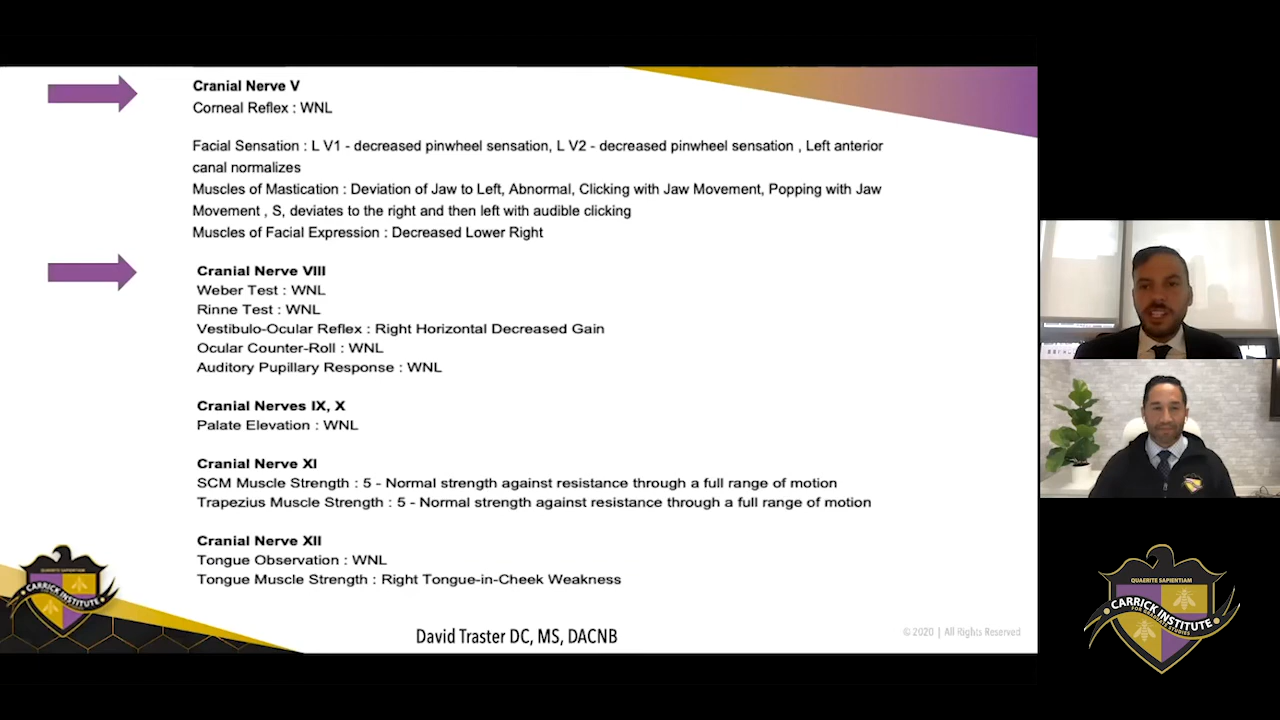 Cranial Nerve V
Corneal Reflex : WNL
Facial Sensation : L V1 - decreased pinwheel sensation, L V2 - decreased pinwheel sensation , Left anterior
canal normalizes
Muscles of Mastication : Deviation of Jaw to Left, Abnormal, Clicking with Jaw Movement, Popping with Jaw
Movement , S, deviates to the right and then left with audible clicking
Muscles of Facial Expression : Decreased Lower Right
Cranial Nerve VIII
Weber Test : WNL
Rinne Test : WNL
Vestibulo-Ocular Reflex : Right Horizontal Decreased Gain
Ocular Counter-Roll : WNL
Auditory Pupillary Response : WNL
Cranial Nerves IX, X
Palate Elevation : WNL
Cranial Nerve XI
SCM Muscle Strength : 5 - Normal strength against resistance through a full range of motion
Trapezius Muscle Strength : 5 - Normal strength against resistance through a full range of motion
Cranial Nerve XII
Tongue Observation : WNL
Tongue Muscle Strength : Right Tongue-in-Cheek Weakness
QUAERITE SAPIENTIAM
CARRICK INSTITUTE
David Traster DC, MS, DACNB
© 2020 | All Rights Reserved
QUAERITE SAPIENTIAM
CARRICK INSTITUTE